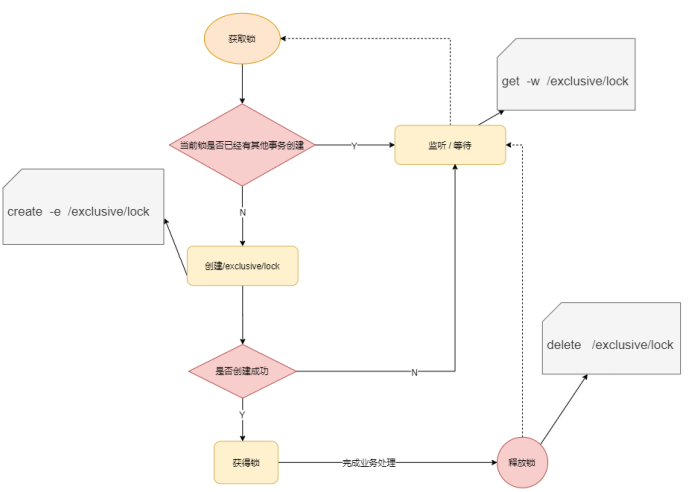 获取锁
get -w /exclusive/lock
当前锁是否已经有其他事务创建
Y
监听 / 等待
create -e /exclusive/lock
N
创建/exclusive/lock
delete /exclusive/lock
是否创建成功
N
Y
获得锁
完成业务处理
释放锁